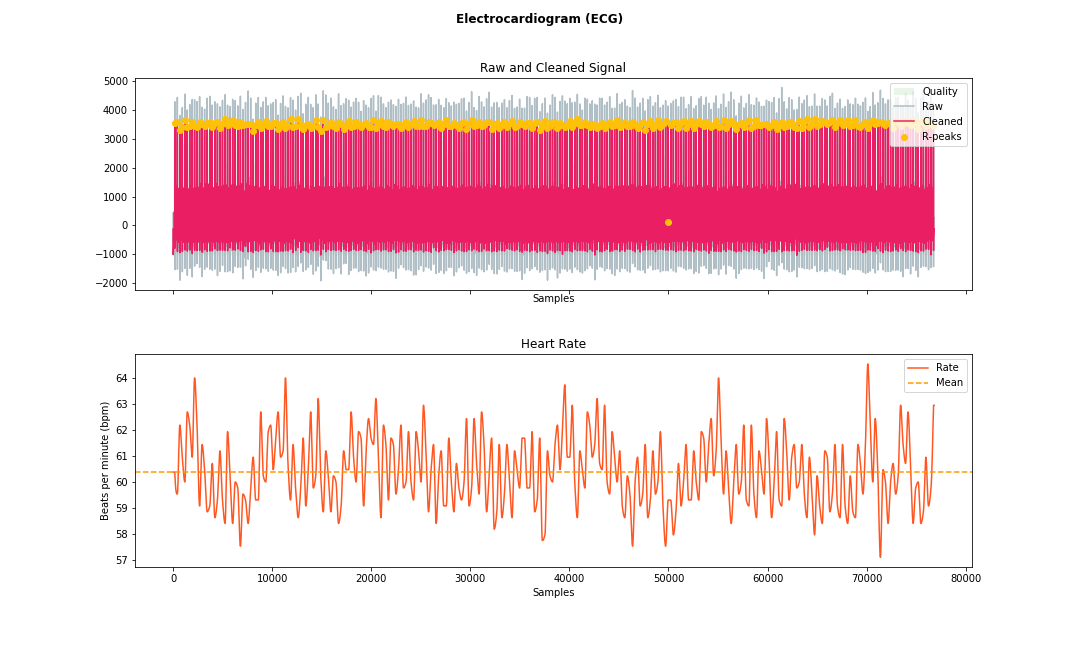 Electrocardiogram (ECG)
Raw and Cleaned Signal
5000
4000
3000
2000
1000
0
−1000
−2000
Quality
Raw
Cleaned
R-peaks
Samples
Heart Rate
Beats per minute (bpm)
64
63
62
61
60
59
58
57
Rate
Mean
0
10000
20000
30000
40000
50000
60000
70000
80000
Samples